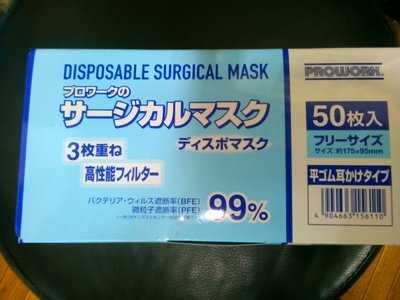 DISPOSABLE SURGICAL MASK
プロワークの
サージカルマスク
ディスポマスク
3枚重ね
高性能フィルター
バクテリア・ウィルス遮断率(BFE)
微粒子遮断率(PFE)
99%
PROWORK
50枚入
フリーサイズ
サイズ:約175×95mm
平ゴム耳かけタイプ
4 904663 156110